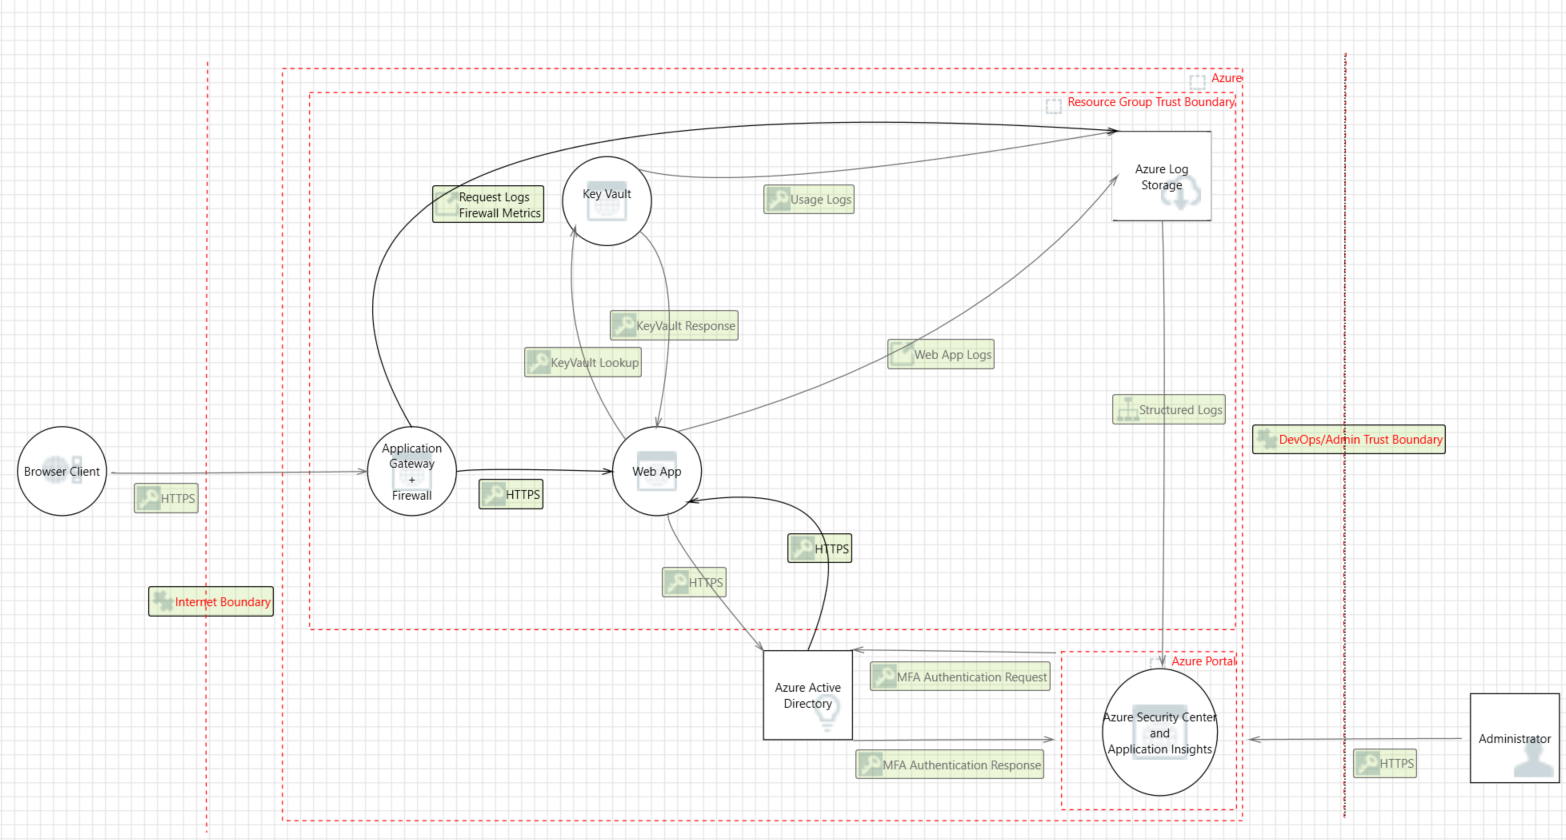 Azure
Resource Group Trust Boundary
Azure Log
Storage
Key Vault
Request Logs
Firewall Metrics
Usage Logs
KeyVault Response
KeyVault Lookup
Web App Logs
Structured Logs
DevOps/Admin Trust Boundary
Browser Client
HTTPS
Application
Gateway
+
Firewall
HTTPS
Web App
HTTPS
HTTPS
Internet Boundary
Azure Portal
MFA Authentication Request
Azure Active
Directory
MFA Authentication Response
Azure Security Center
and
Application Insights
HTTPS
Administrator